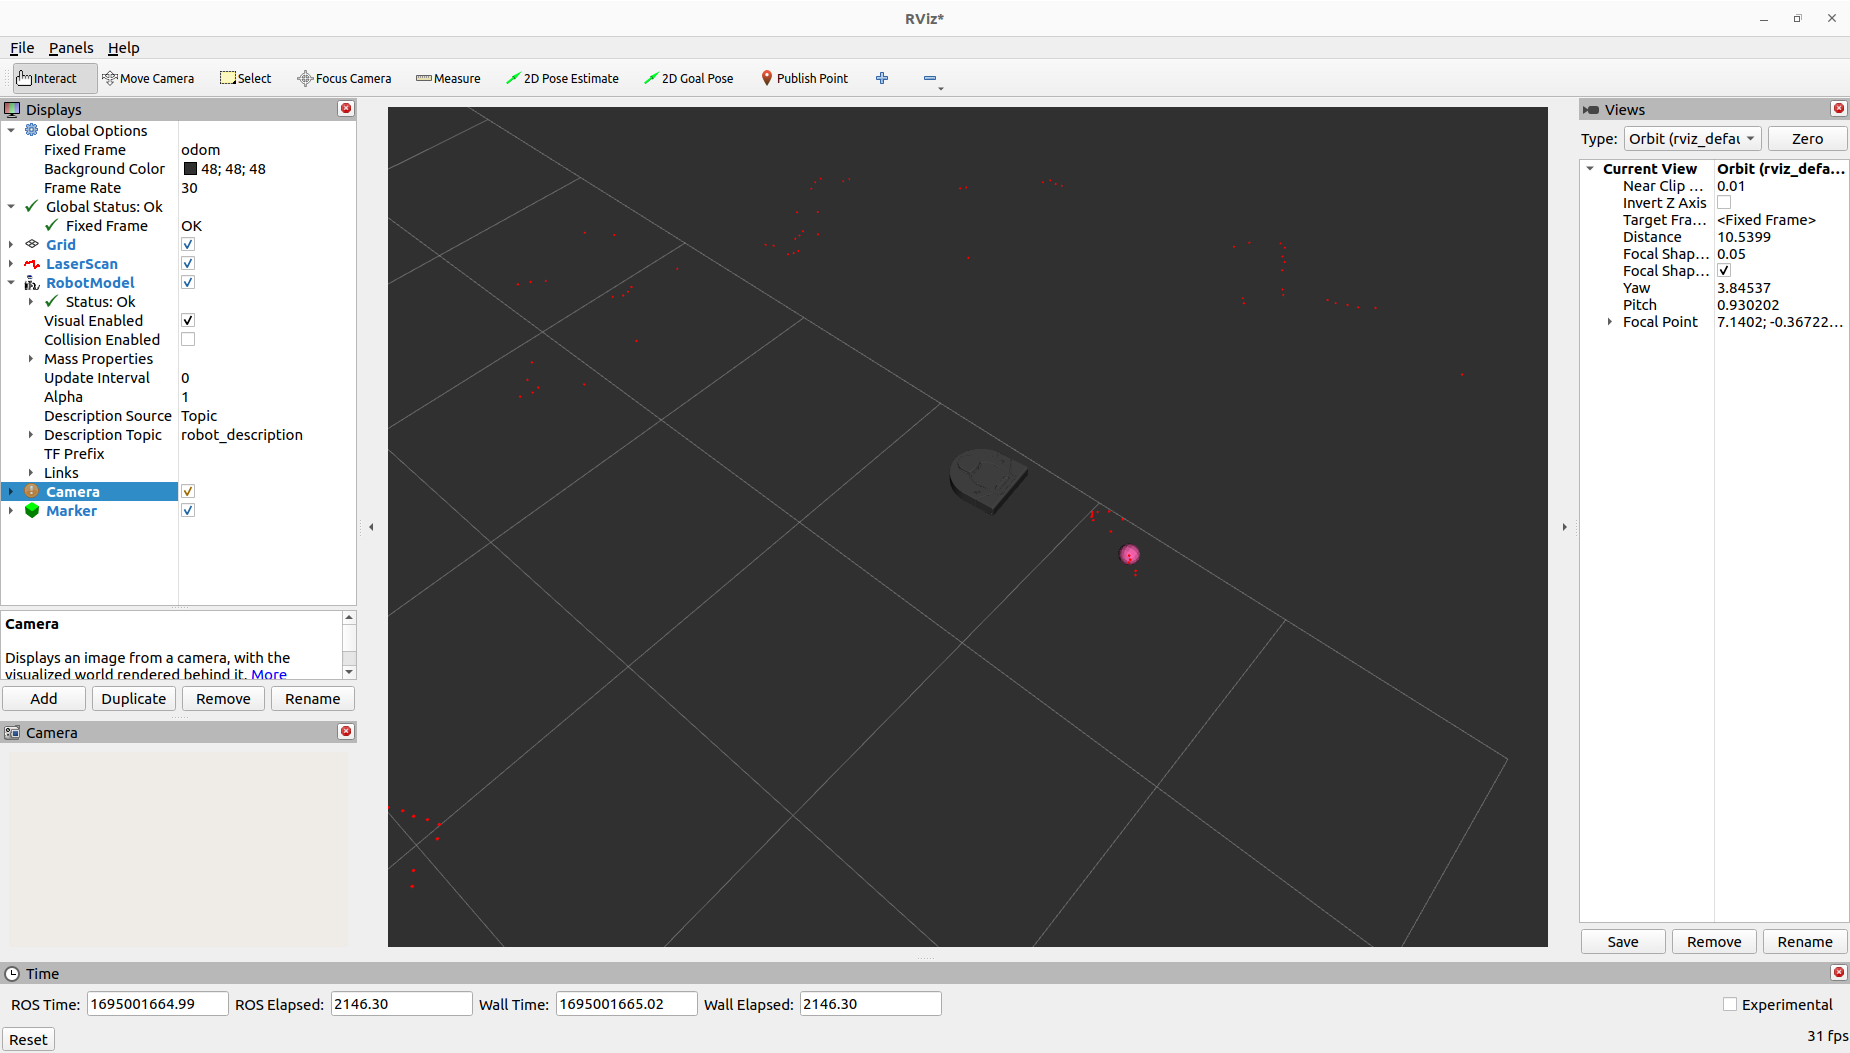 RViz*
File Panels Help
Interact Move Camera Select Focus Camera Measure 2D Pose Estimate 2D Goal Pose Publish Point
Displays
Global Options
Fixed Frame odom
Background Color 48; 48; 48
Frame Rate 30
Global Status: Ok
Fixed Frame OK
Grid
LaserScan
RobotModel
Status: Ok
Visual Enabled
Collision Enabled
Mass Properties
Update Interval 0
Alpha 1
Description Source Topic
Description Topic robot_description
TF Prefix
Links
Camera
Marker
Camera
Displays an image from a camera, with the
visualized world rendered behind it. More
Add Duplicate Remove Rename
Camera
Views
Type: Orbit (rviz_defau Zero
Current View Orbit (rviz_defa...
Near Clip ... 0.01
Invert Z Axis
Target Fra... <Fixed Frame>
Distance 10.5399
Focal Shap... 0.05
Focal Shap...
Yaw 3.84537
Pitch 0.930202
Focal Point 7.1402; -0.36722...
Save Remove Rename
Time
ROS Time: 1695001664.99 ROS Elapsed: 2146.30 Wall Time: 1695001665.02 Wall Elapsed: 2146.30 Experimental
Reset 31 fps